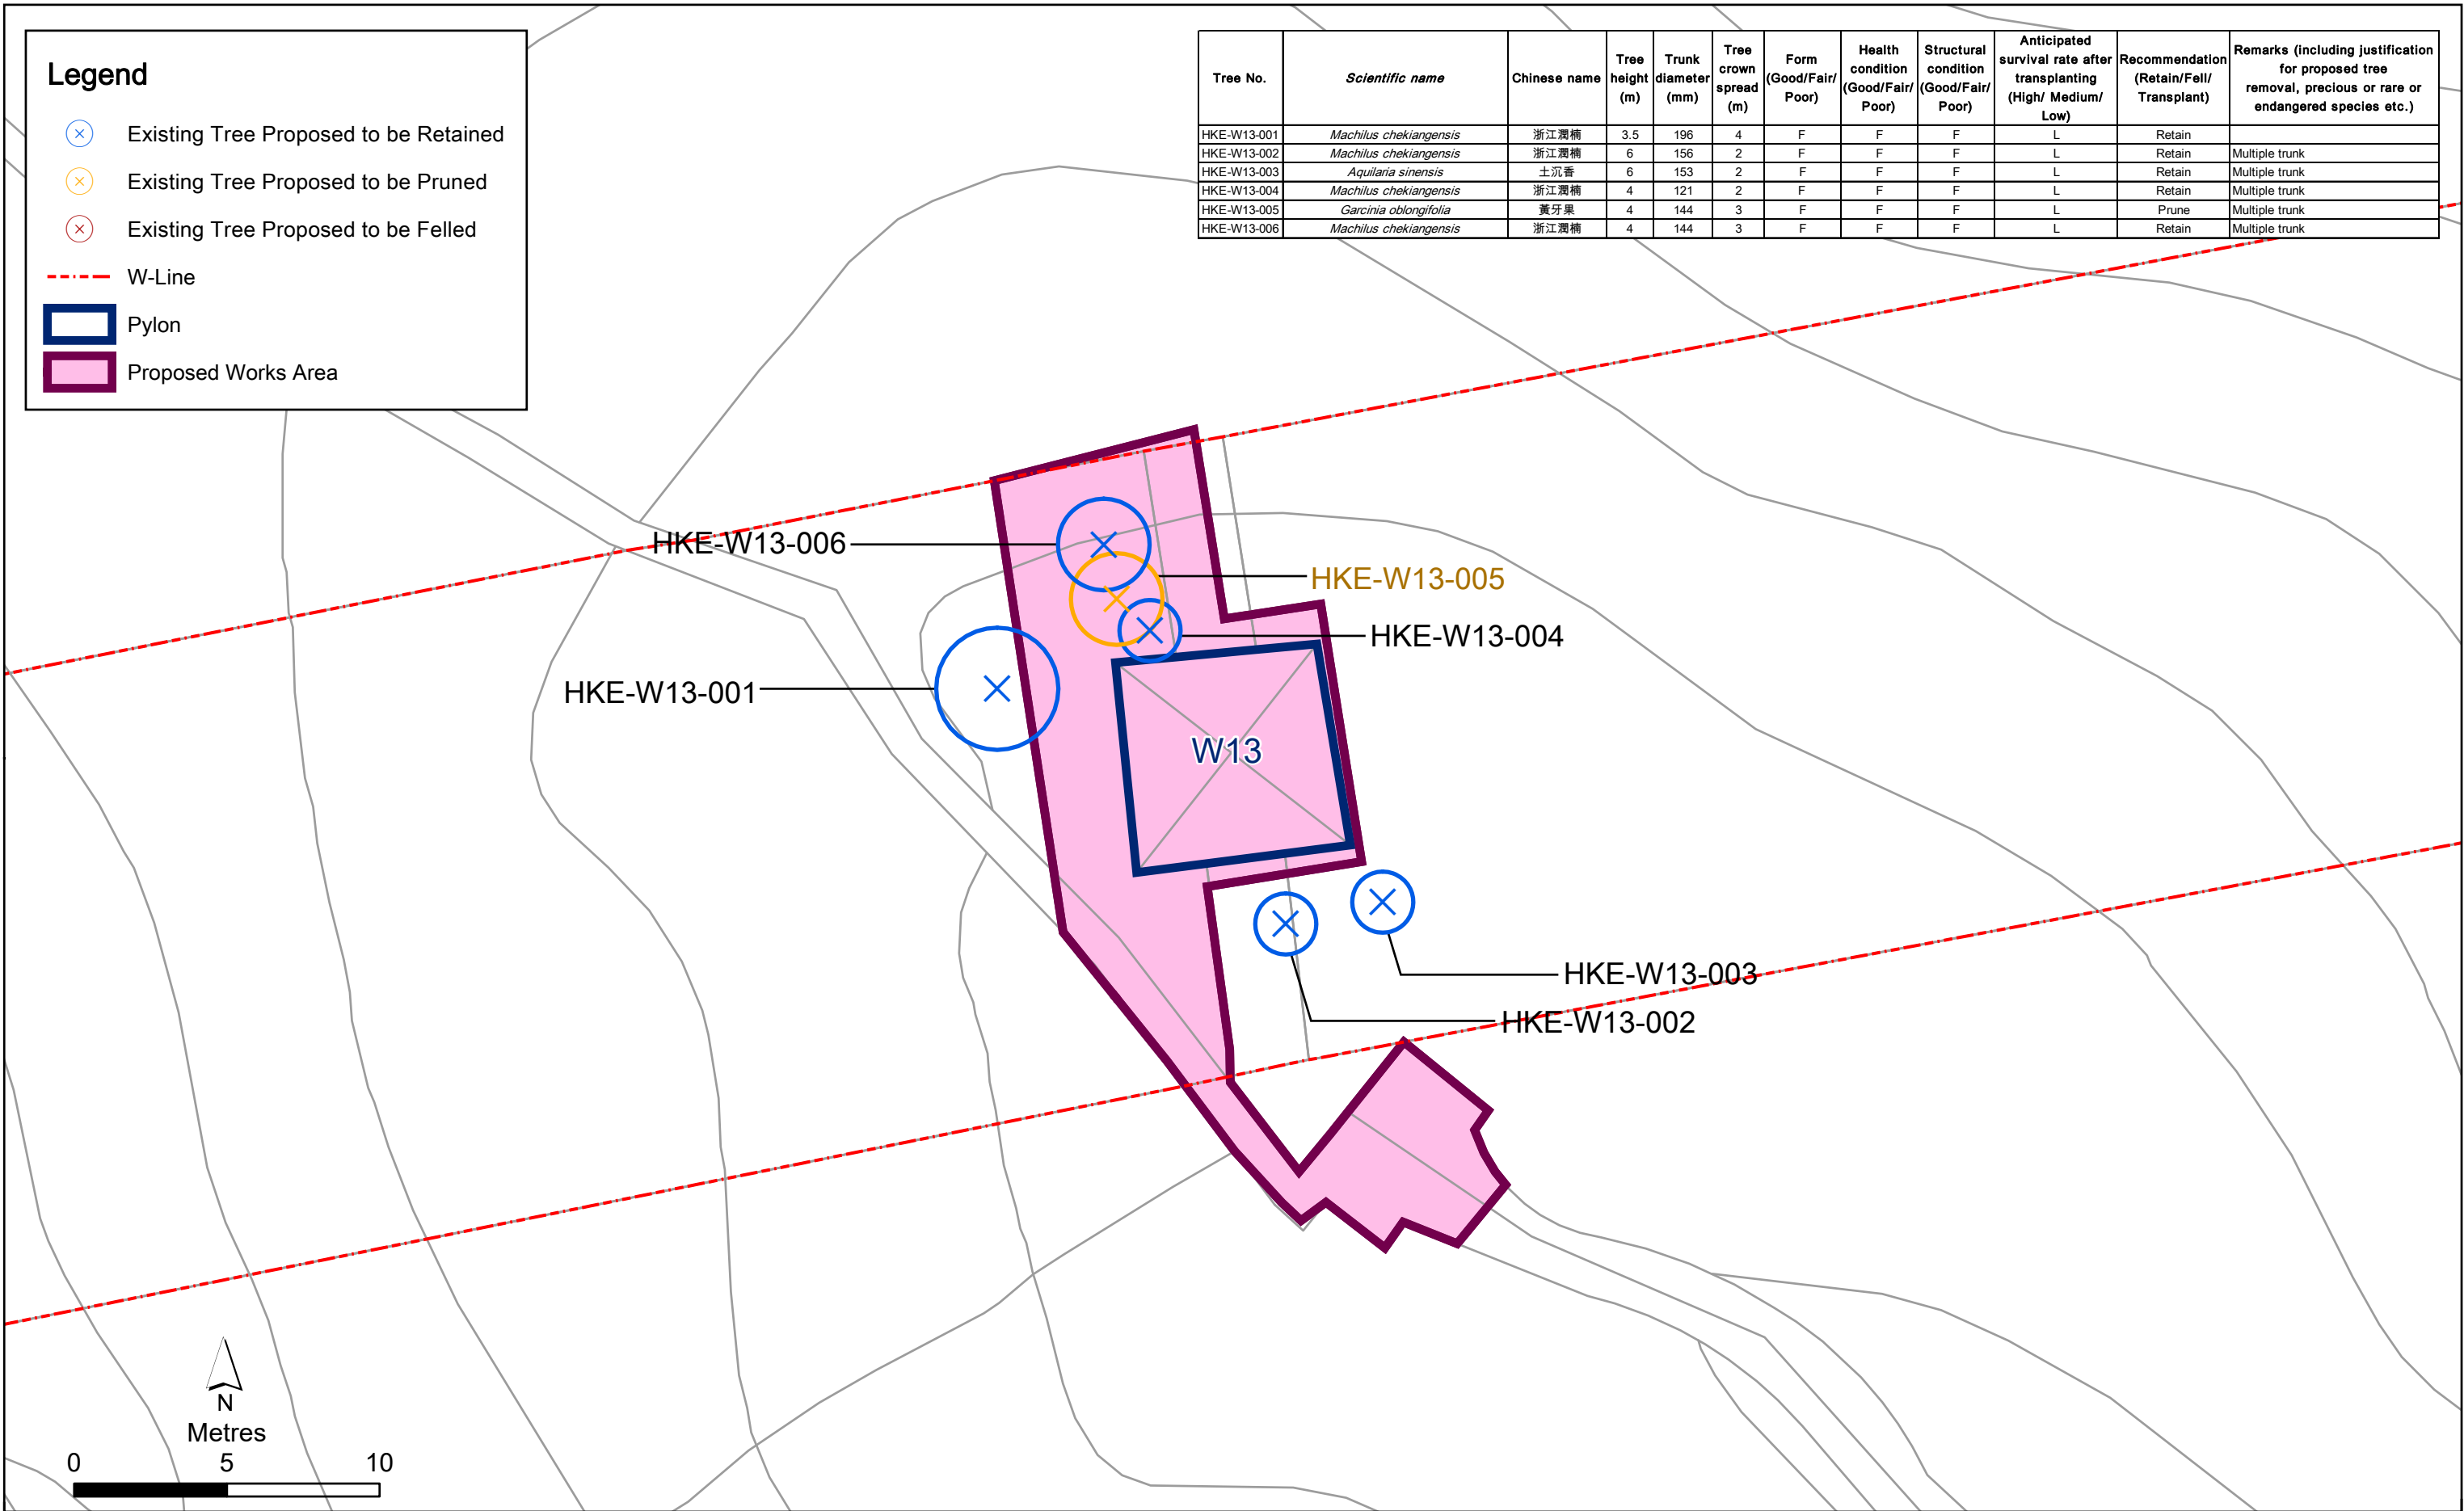 Legend
Existing Tree Proposed to be Retained
Existing Tree Proposed to be Pruned
Existing Tree Proposed to be Felled
W-Line
Pylon
Proposed Works Area
Tree No. Scientific name Chinese name Tree height (m) Trunk diameter (mm) Tree crown spread (m) Form (Good/Fair/ Poor) Health condition (Good/Fair/ Poor) Structural condition (Good/Fair/ Poor) Anticipated survival rate after transplanting (High/ Medium/ Low) Recommendation (Retain/Fell/ Transplant) Remarks (including justification for proposed tree removal, precious or rare or endangered species etc.)
HKE-W13-001 Machilus chekiangensis 浙江潤楠 3.5 196 4 F F F L Retain
HKE-W13-002 Machilus chekiangensis 浙江潤楠 6 156 2 F F F L Retain Multiple trunk
HKE-W13-003 Aquilaria sinensis 土沉香 6 153 2 F F F L Retain Multiple trunk
HKE-W13-004 Machilus chekiangensis 浙江潤楠 4 121 2 F F F L Retain Multiple trunk
HKE-W13-005 Garcinia oblongifolia 黃牙果 4 144 3 F F F L Prune Multiple trunk
HKE-W13-006 Machilus chekiangensis 浙江潤楠 4 144 3 F F F L Retain Multiple trunk
HKE-W13-006
HKE-W13-005
HKE-W13-004
HKE-W13-001
W13
HKE-W13-003
HKE-W13-002
N
Metres
0 5 10